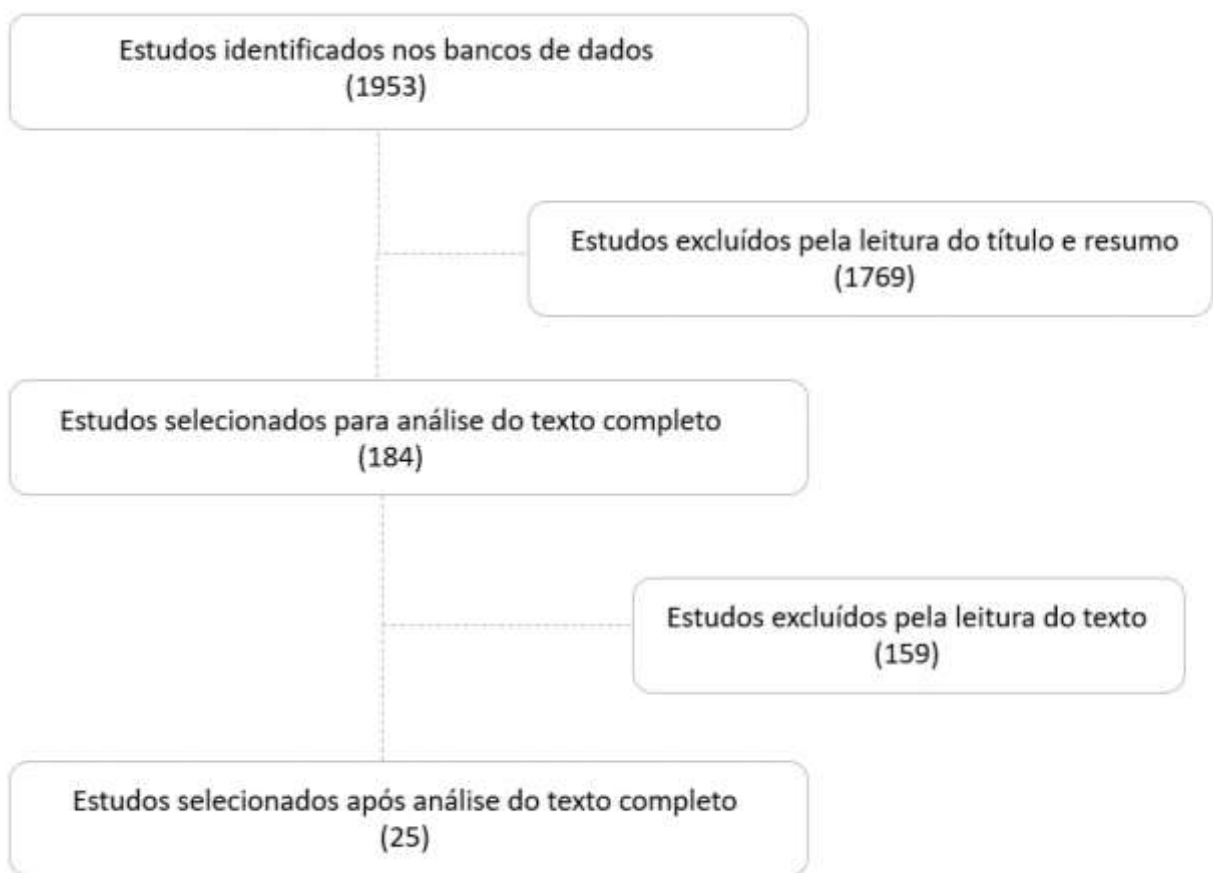 Estudos identificados nos bancos de dados
(1953)
Estudos excluídos pela leitura do título e resumo
(1769)
Estudos selecionados para análise do texto completo
(184)
Estudos excluídos pela leitura do texto
(159)
Estudos selecionados após análise do texto completo
(25)